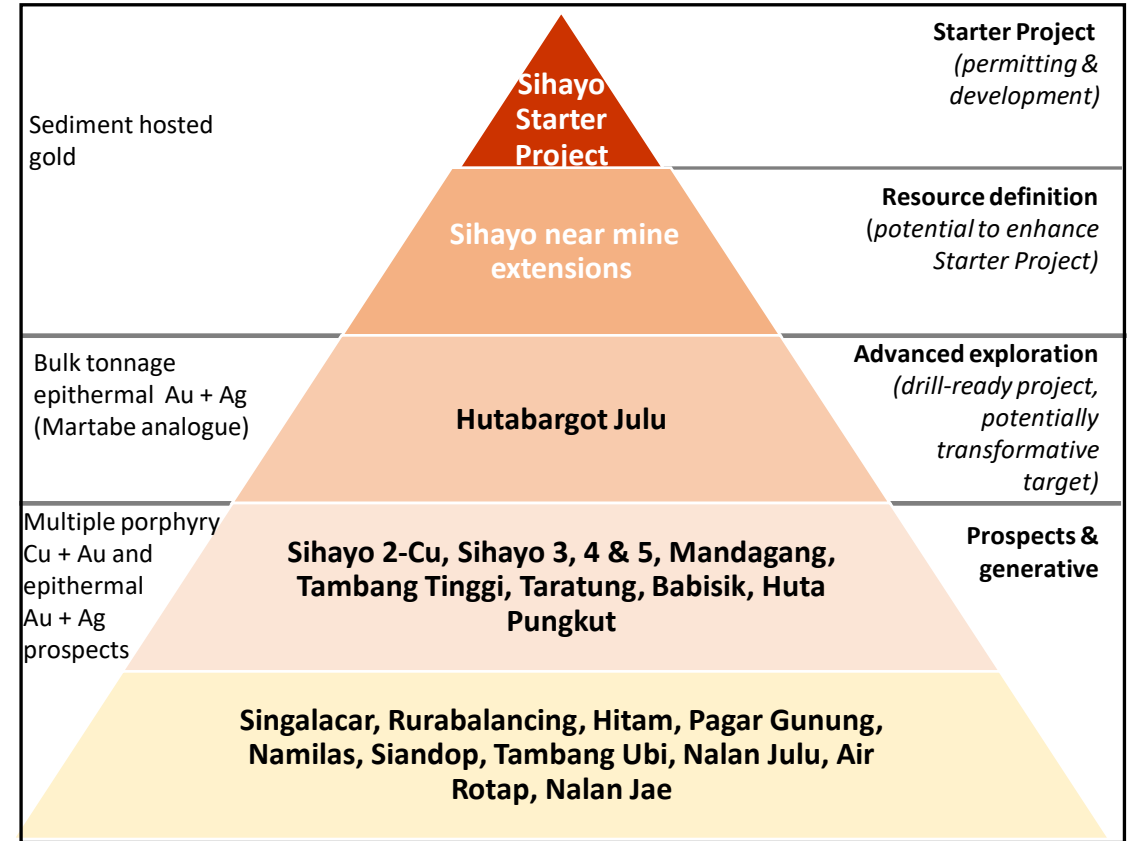 Starter Project
(permitting &
development)
Sihayo
Starter
Project
Sediment hosted
gold
Resource definition
(potential to enhance
Starter Project)
Sihayo near mine
extensions
Bulk tonnage
epithermal Au + Ag
(Martabe analogue)
Advanced exploration
(drill-ready project,
potentially
transformative
target)
Hutabargot Julu
Multiple porphyry
Cu + Au and
epithermal
Au + Ag
prospects
Prospects &
generative
Sihayo 2-Cu, Sihayo 3, 4 & 5, Mandagang,
Tambang Tinggi, Taratung, Babisik, Huta
Pungkut
Singalacar, Rurabalancing, Hitam, Pagar Gunung,
Namilas, Siandop, Tambang Ubi, Nalan Julu, Air
Rotap, Nalan Jae